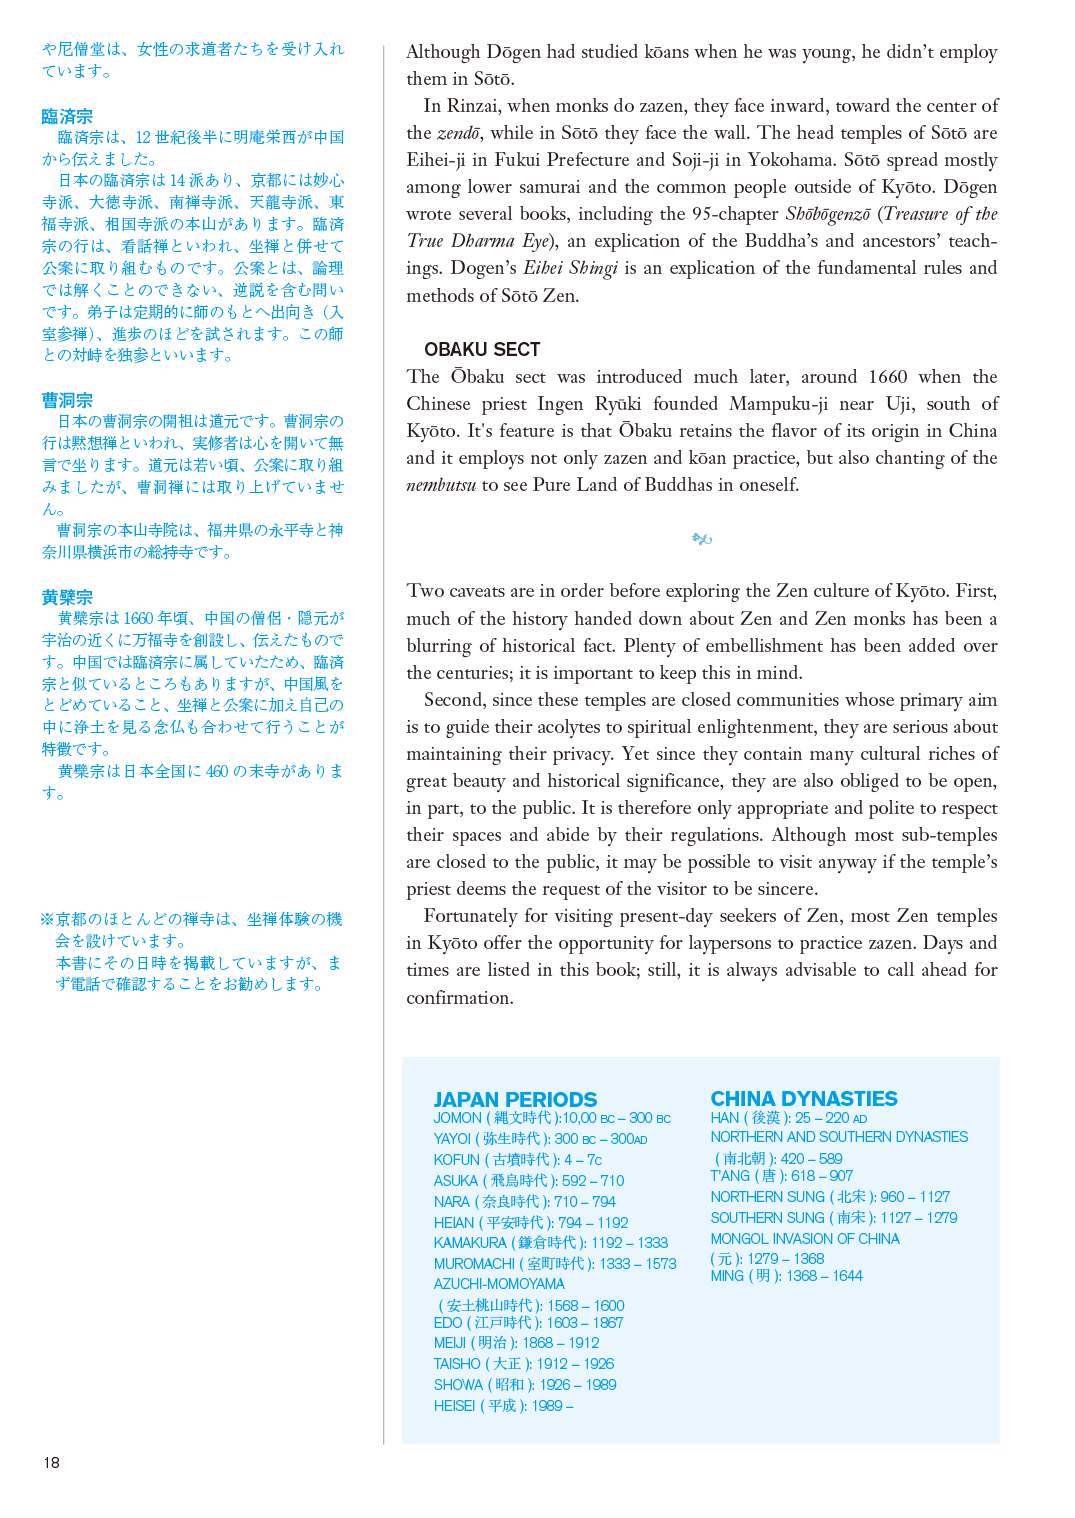 や尼僧堂は、女性の求道者たちを受け入れ
ています。
臨済宗
臨済宗は、12 世紀後半に明庵栄西が中国
から伝えました。
日本の臨済宗は 14 派あり、京都には妙心
寺派、大徳寺派、南禅寺派、天龍寺派、東
福寺派、相国寺派の本山があります。臨済
宗の行は、看話禅といわれ、坐禅と併せて
公案に取り組むものです。公案とは、論理
では解くことのできない、逆説を含む問い
です。弟子は定期的に師のもとへ出向き（入
室参禅）、進歩のほどを試されます。この師
との対峙を独参といいます。
曹洞宗
日本の曹洞宗の開祖は道元です。曹洞宗の
行は黙想禅といわれ、実修者は心を開いて無
言で坐ります。道元は若い頃、公案に取り組
みましたが、曹洞禅には取り上げていませ
ん。
曹洞宗の本山寺院は、福井県の永平寺と神
奈川県横浜市の総持寺です。
黄檗宗
黄檗宗は 1660 年頃、中国の僧侶・隠元が
宇治の近くに万福寺を創設し、伝えたもので
す。中国では臨済宗に属していたため、臨済
宗と似ているところもありますが、中国風を
とどめていること、坐禅と公案に加え自己の
中に浄土を見る念仏も合わせて行うことが
特徴です。
黄檗宗は日本全国に 460 の末寺がありま
す。
※京都のほとんどの禅寺は、坐禅体験の機
会を設けています。
本書にその日時を掲載していますが、ま
ず電話で確認することをお勧めします。
Although Dōgen had studied kōans when he was young, he didn’t employ
them in Sōtō.
In Rinzai, when monks do zazen, they face inward, toward the center of
the zendō, while in Sōtō they face the wall. The head temples of Sōtō are
Eihei-ji in Fukui Prefecture and Soji-ji in Yokohama. Sōtō spread mostly
among lower samurai and the common people outside of Kyōto. Dōgen
wrote several books, including the 95-chapter Shōbōgenzō (Treasure of the
True Dharma Eye), an explication of the Buddha’s and ancestors’ teach-
ings. Dogen’s Eihei Shingi is an explication of the fundamental rules and
methods of Sōtō Zen.
OBAKU SECT
The Ōbaku sect was introduced much later, around 1660 when the
Chinese priest Ingen Ryūki founded Mampuku-ji near Uji, south of
Kyōto. It's feature is that Ōbaku retains the flavor of its origin in China
and it employs not only zazen and kōan practice, but also chanting of the
nembutsu to see Pure Land of Buddhas in oneself.
Two caveats are in order before exploring the Zen culture of Kyōto. First,
much of the history handed down about Zen and Zen monks has been a
blurring of historical fact. Plenty of embellishment has been added over
the centuries; it is important to keep this in mind.
Second, since these temples are closed communities whose primary aim
is to guide their acolytes to spiritual enlightenment, they are serious about
maintaining their privacy. Yet since they contain many cultural riches of
great beauty and historical significance, they are also obliged to be open,
in part, to the public. It is therefore only appropriate and polite to respect
their spaces and abide by their regulations. Although most sub-temples
are closed to the public, it may be possible to visit anyway if the temple’s
priest deems the request of the visitor to be sincere.
Fortunately for visiting present-day seekers of Zen, most Zen temples
in Kyōto offer the opportunity for laypersons to practice zazen. Days and
times are listed in this book; still, it is always advisable to call ahead for
confirmation.
JAPAN PERIODS
JOMON ( 縄文時代 ):10,00 BC – 300 BC
YAYOI ( 弥生時代 ): 300 BC – 300AD
KOFUN ( 古墳時代 ): 4 – 7C
ASUKA ( 飛鳥時代 ): 592 – 710
NARA ( 奈良時代 ): 710 – 794
HEIAN ( 平安時代 ): 794 – 1192
KAMAKURA ( 鎌倉時代 ): 1192 – 1333
MUROMACHI ( 室町時代 ): 1333 – 1573
AZUCHI-MOMOYAMA
( 安土桃山時代 ): 1568 – 1600
EDO ( 江戸時代 ): 1603 – 1867
MEIJI ( 明治 ): 1868 – 1912
TAISHO ( 大正 ): 1912 – 1926
SHOWA ( 昭和 ): 1926 – 1989
HEISEI ( 平成 ): 1989 –
CHINA DYNASTIES
HAN ( 後漢 ): 25 – 220 AD
NORTHERN AND SOUTHERN DYNASTIES
( 南北朝 ): 420 – 589
T’ANG ( 唐 ): 618 – 907
NORTHERN SUNG ( 北宋 ): 960 – 1127
SOUTHERN SUNG ( 南宋 ): 1127 – 1279
MONGOL INVASION OF CHINA
( 元 ): 1279 – 1368
MING ( 明 ): 1368 – 1644
18